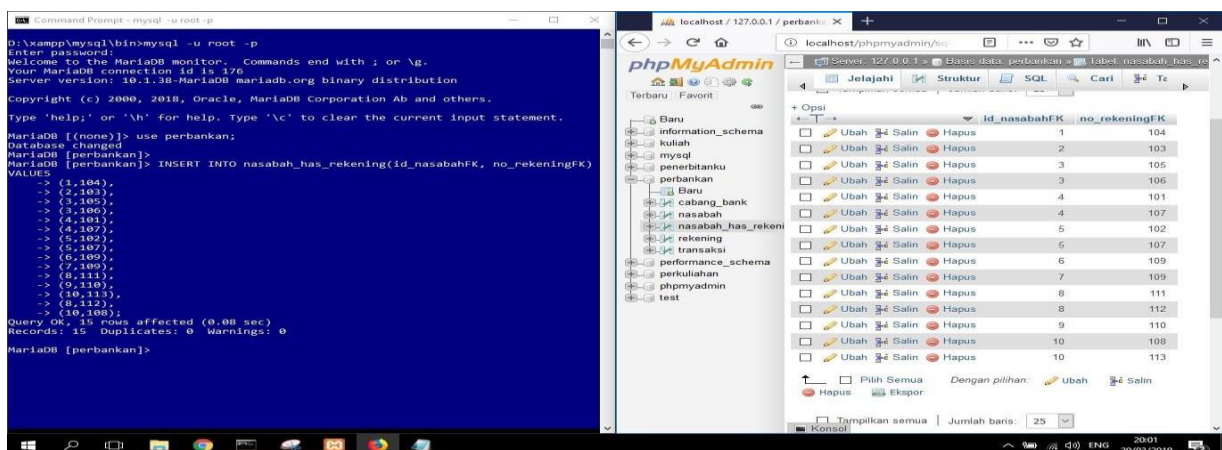 Command Prompt - mysql -u root -p
D:\xampp\mysql\bin>mysql -u root -p
Enter password:
Welcome to the MariaDB monitor.  Commands end with ; or \g.
Your MariaDB connection id is 176
Server version: 10.1.38-MariaDB mariadb.org binary distribution
Copyright (c) 2000, 2018, Oracle, MariaDB Corporation Ab and others.
Type 'help;' or '\h' for help. Type '\c' to clear the current input statement.
MariaDB [(none)]> use perbankan;
Database changed
MariaDB [perbankan]>
MariaDB [perbankan]> INSERT INTO nasabah_has_rekening(id_nasabahFK, no_rekeningFK)
VALUES
-> (1,104),
-> (2,103),
-> (3,105),
-> (3,106),
-> (4,101),
-> (4,107),
-> (5,102),
-> (5,107),
-> (6,109),
-> (7,109),
-> (8,111),
-> (9,110),
-> (10,113),
-> (8,112),
-> (10,108);
Query OK, 15 rows affected (0.08 sec)
Records: 15  Duplicates: 0  Warnings: 0
MariaDB [perbankan]>
localhost / 127.0.0.1 / perbanka
localhost/phpmyadmin/sq
phpMyAdmin
Terbaru Favorit
Baru
information_schema
kuliah
mysql
penerbitanku
perbankan
Baru
cabang_bank
nasabah
nasabah_has_rekeni
rekening
transaksi
performance_schema
perkuliahan
phpmyadmin
test
Server: 127.0.0.1 » Basis data: perbankan » Tabel: nasabah_has_re
Jelajahi Struktur SQL Cari Ta
+ Opsi
id_nasabahFK no_rekeningFK
Ubah Salin Hapus 1 104
Ubah Salin Hapus 2 103
Ubah Salin Hapus 3 105
Ubah Salin Hapus 3 106
Ubah Salin Hapus 4 101
Ubah Salin Hapus 4 107
Ubah Salin Hapus 5 102
Ubah Salin Hapus 5 107
Ubah Salin Hapus 6 109
Ubah Salin Hapus 7 109
Ubah Salin Hapus 8 111
Ubah Salin Hapus 8 112
Ubah Salin Hapus 9 110
Ubah Salin Hapus 10 108
Ubah Salin Hapus 10 113
Pilih Semua Dengan pilihan: Ubah Salin
Hapus Ekspor
Tampilkan semua | Jumlah baris: 25
Konsol
ENG
20:01